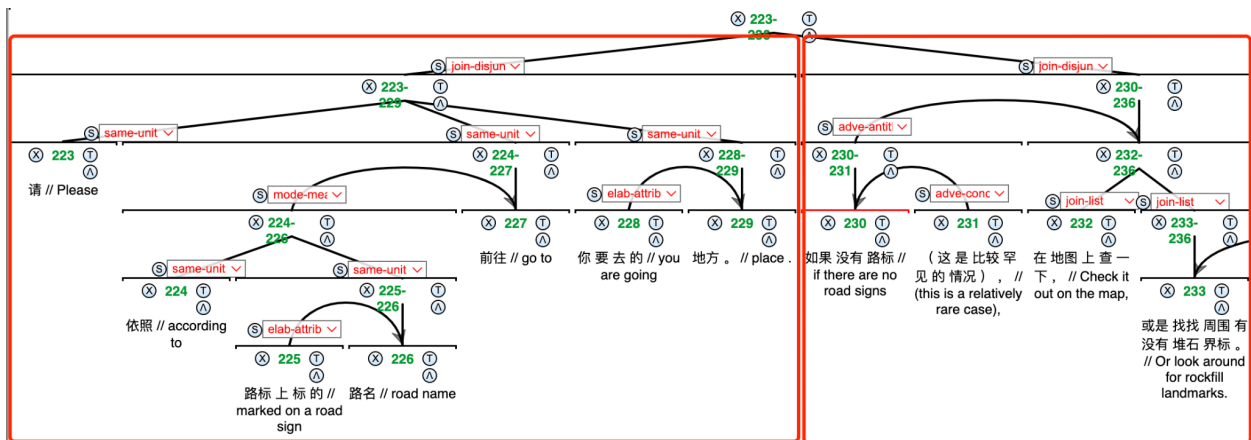 223-
230
join-disjun
join-disjun
223-
229
230-
236
same-unit
same-unit
same-unit
adve-antitl
223
请 // Please
224-
227
228-
229
230-
231
232-
236
mode-mea
elab-attrib
adve-conc
join-list
join-list
224-
226
227
前往 // go to
228
你 要 去 的 // you
are going
229
地方 。 // place .
230
如果 没有 路标 //
if there are no
road signs
231
（ 这 是 比较 罕
见 的 情况 ） ， //
(this is a relatively
rare case),
232
在 地图 上 查 一
下 ， // Check it
out on the map,
233-
236
same-unit
same-unit
224
依照 // according
to
225-
226
233
或是 找找 周围 有
没有 堆石 界标 。
// Or look around
for rockfill
landmarks.
elab-attrib
225
路标 上 标 的 //
marked on a road
sign
226
路名 // road name